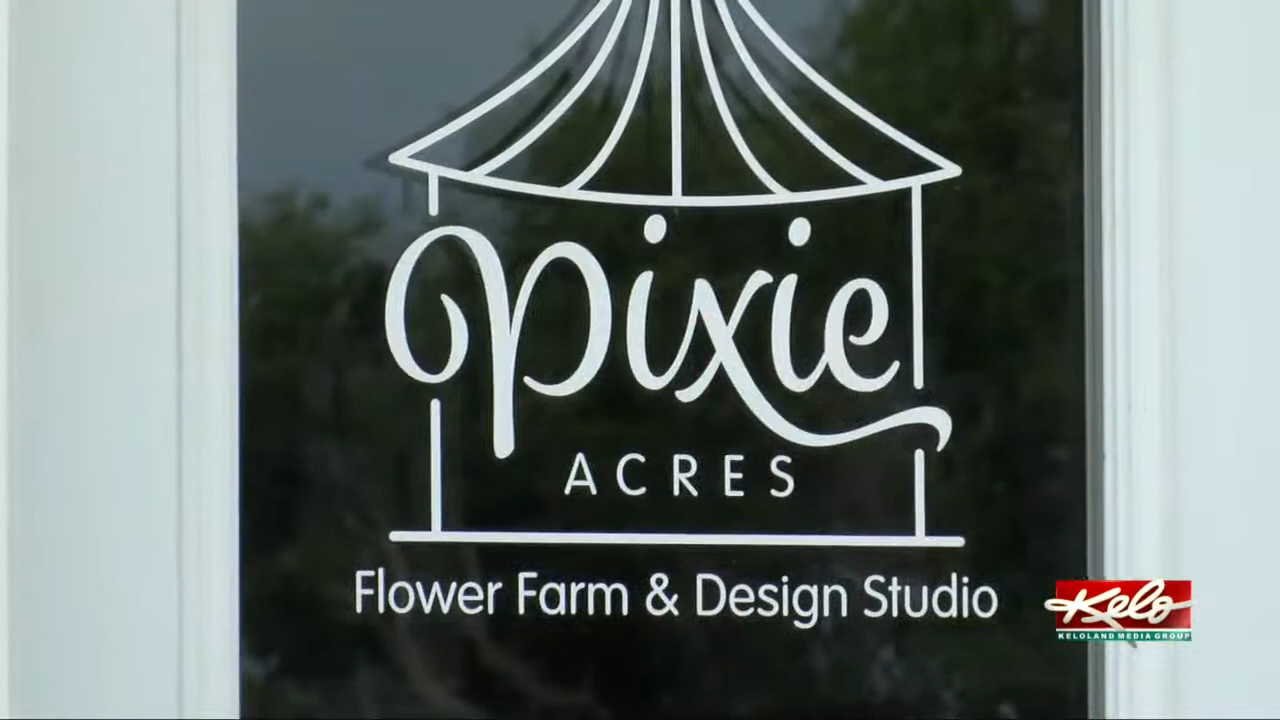 Pixie
ACRES
Flower Farm & Design Studio
Kelo
KELOLAND MEDIA GROUP